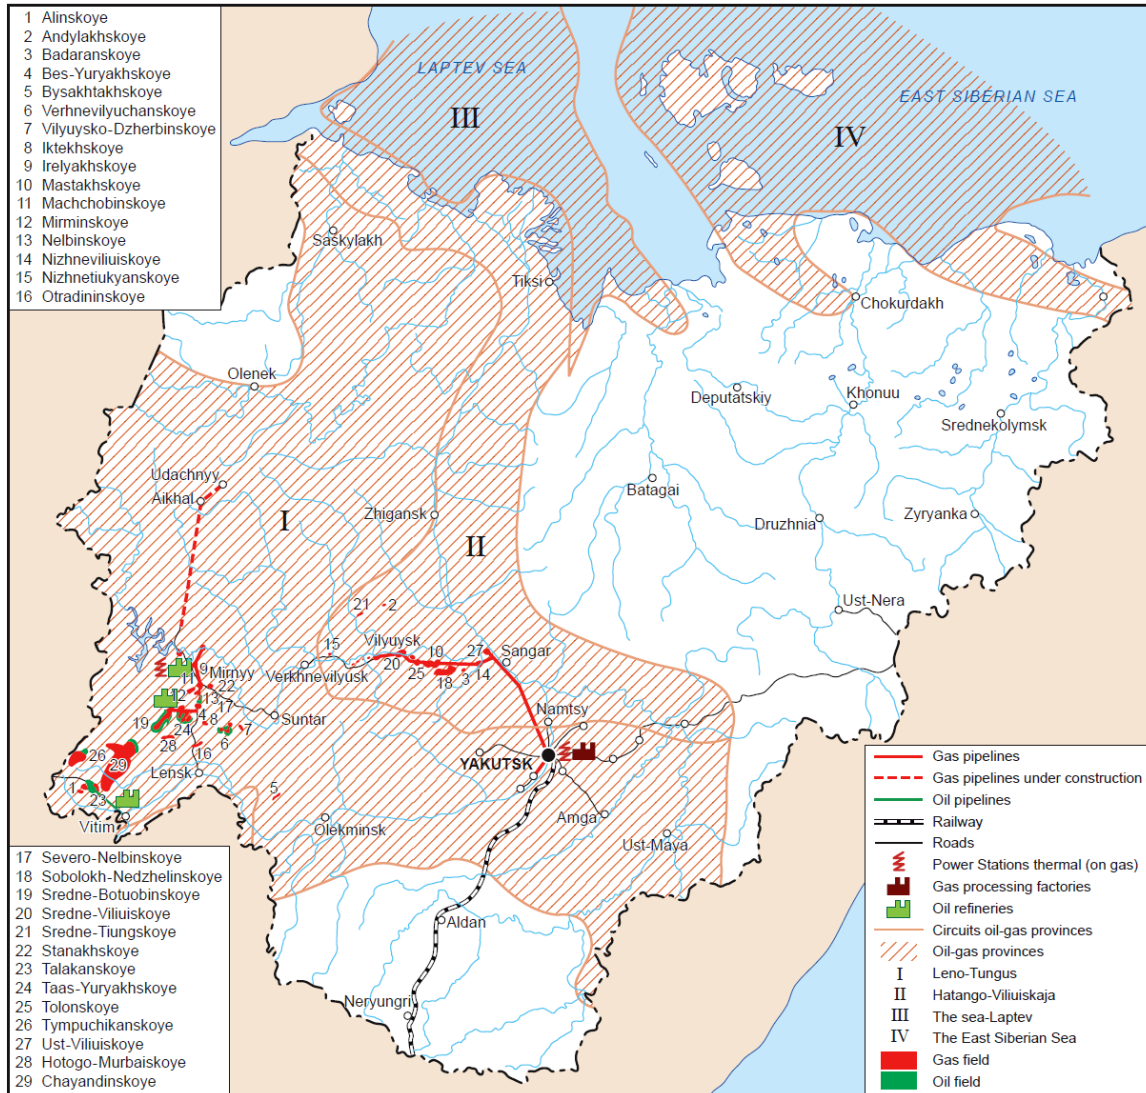 1 Alinskoye
2 Andylakhskoye
3 Badaranskoye
4 Bes-Yuryakhskoye
5 Bysakhtakhskoye
6 Verhnevilyuchanskoye
7 Vilyuysko-Dzherbinskoye
8 Iktekhskoye
9 Irelyakhskoye
10 Mastakhskoye
11 Machchobinskoye
12 Mirminskoye
13 Nelbinskoye
14 Nizhneviliuiskoye
15 Nizhnetiukyanskoye
16 Otradininskoye
LAPTEV SEA
III
EAST SIBERIAN SEA
IV
Saskylakh
Tiksi
Chokurdakh
Olenek
Deputatskiy
Khonuu
Srednekolymsk
Udachnyy
Aikhal
Batagai
Zhigansk
I
II
Druzhnia
Zyryanka
Ust-Nera
21
2
15
Vilyuysk
10
27
Sangar
Verkhnevilyusk
20
25
18
3
14
9
Mirnyy
11
22
12
13
17
19
4
8
24
7
6
28
16
Suntar
Namtsy
26
29
Lensk
YAKUTSK
1
23
5
Vitim
Olekminsk
Amga
Ust-Maya
Aldan
Neryungri
17 Severo-Nelbinskoye
18 Sobolokh-Nedzhelinskoye
19 Sredne-Botuobinskoye
20 Sredne-Viliuiskoye
21 Sredne-Tiungskoye
22 Stanakhskoye
23 Talakanskoye
24 Taas-Yuryakhskoye
25 Tolonskoye
26 Tympuchikanskoye
27 Ust-Viliuiskoye
28 Hotogo-Murbaiskoye
29 Chayandinskoye
Gas pipelines
Gas pipelines under construction
Oil pipelines
Railway
Roads
Power Stations thermal (on gas)
Gas processing factories
Oil refineries
Circuits oil-gas provinces
Oil-gas provinces
I Leno-Tungus
II Hatango-Viliuiskaja
III The sea-Laptev
IV The East Siberian Sea
Gas field
Oil field